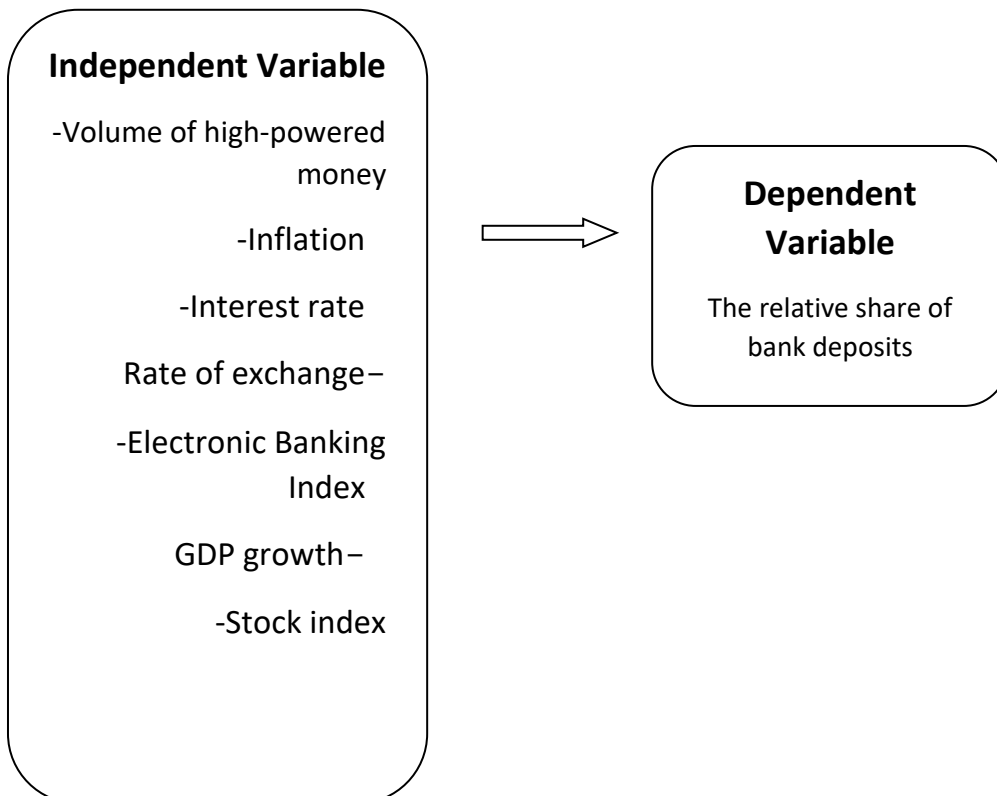 Independent Variable
-Volume of high-powered
money
-Inflation
-Interest rate
Rate of exchange–
-Electronic Banking
Index
GDP growth–
-Stock index
Dependent
Variable
The relative share of
bank deposits